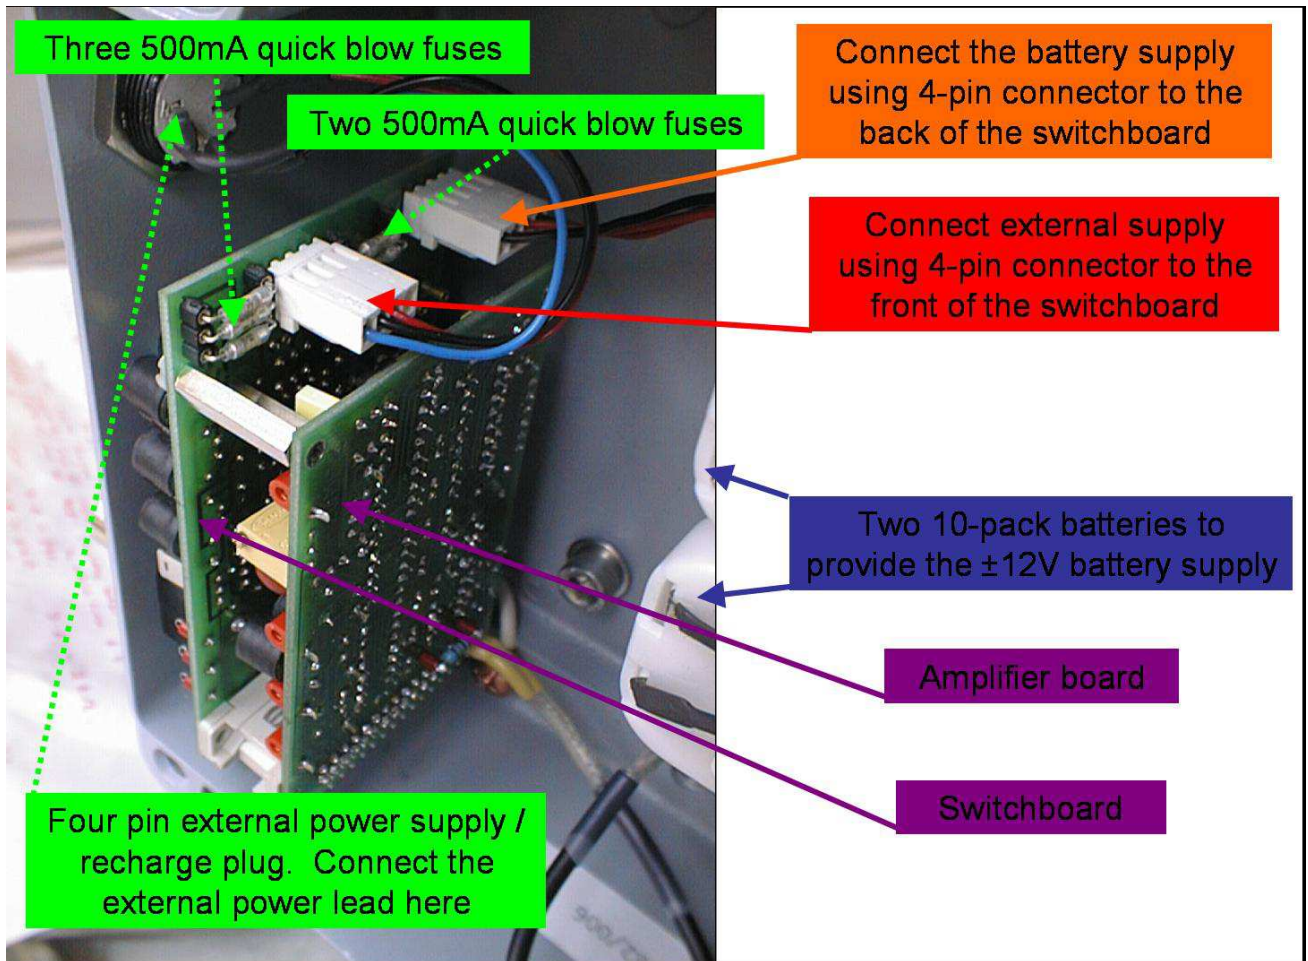 Three 500mA quick blow fuses
Two 500mA quick blow fuses
Connect the battery supply
using 4-pin connector to the
back of the switchboard
Connect external supply
using 4-pin connector to the
front of the switchboard
Two 10-pack batteries to
provide the ±12V battery supply
Amplifier board
Switchboard
Four pin external power supply /
recharge plug.  Connect the
external power lead here